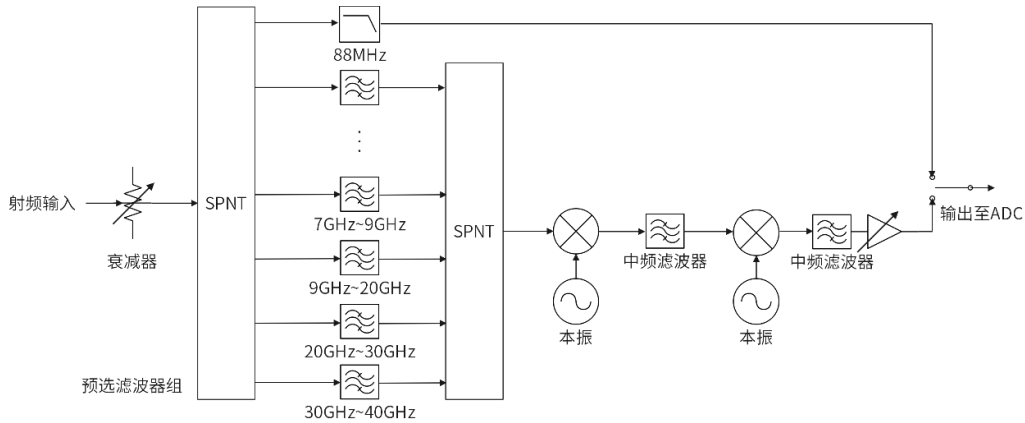 88MHz
射频输入
衰减器
SPNT
预选滤波器组
7GHz~9GHz
9GHz~20GHz
20GHz~30GHz
30GHz~40GHz
SPNT
本振
中频滤波器
本振
中频滤波器
输出至ADC